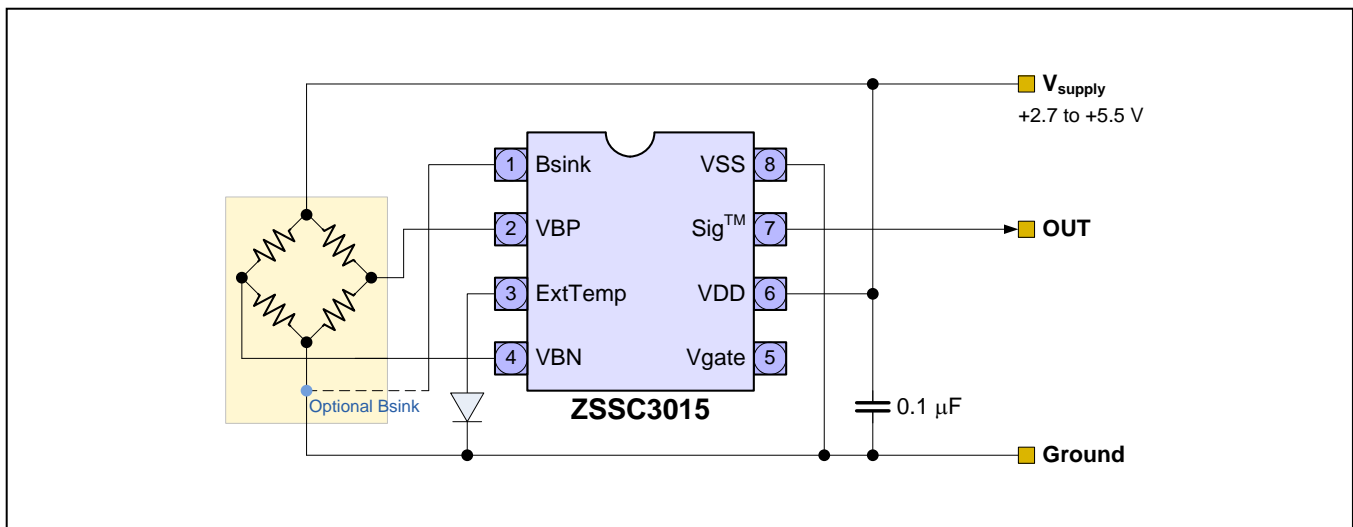 V_supply
+2.7 to +5.5 V
1 Bsink VSS 8
2 VBP Sig™ 7
OUT
3 ExtTemp VDD 6
4 VBN Vgate 5
Optional Bsink
ZSSC3015
0.1 µF
Ground